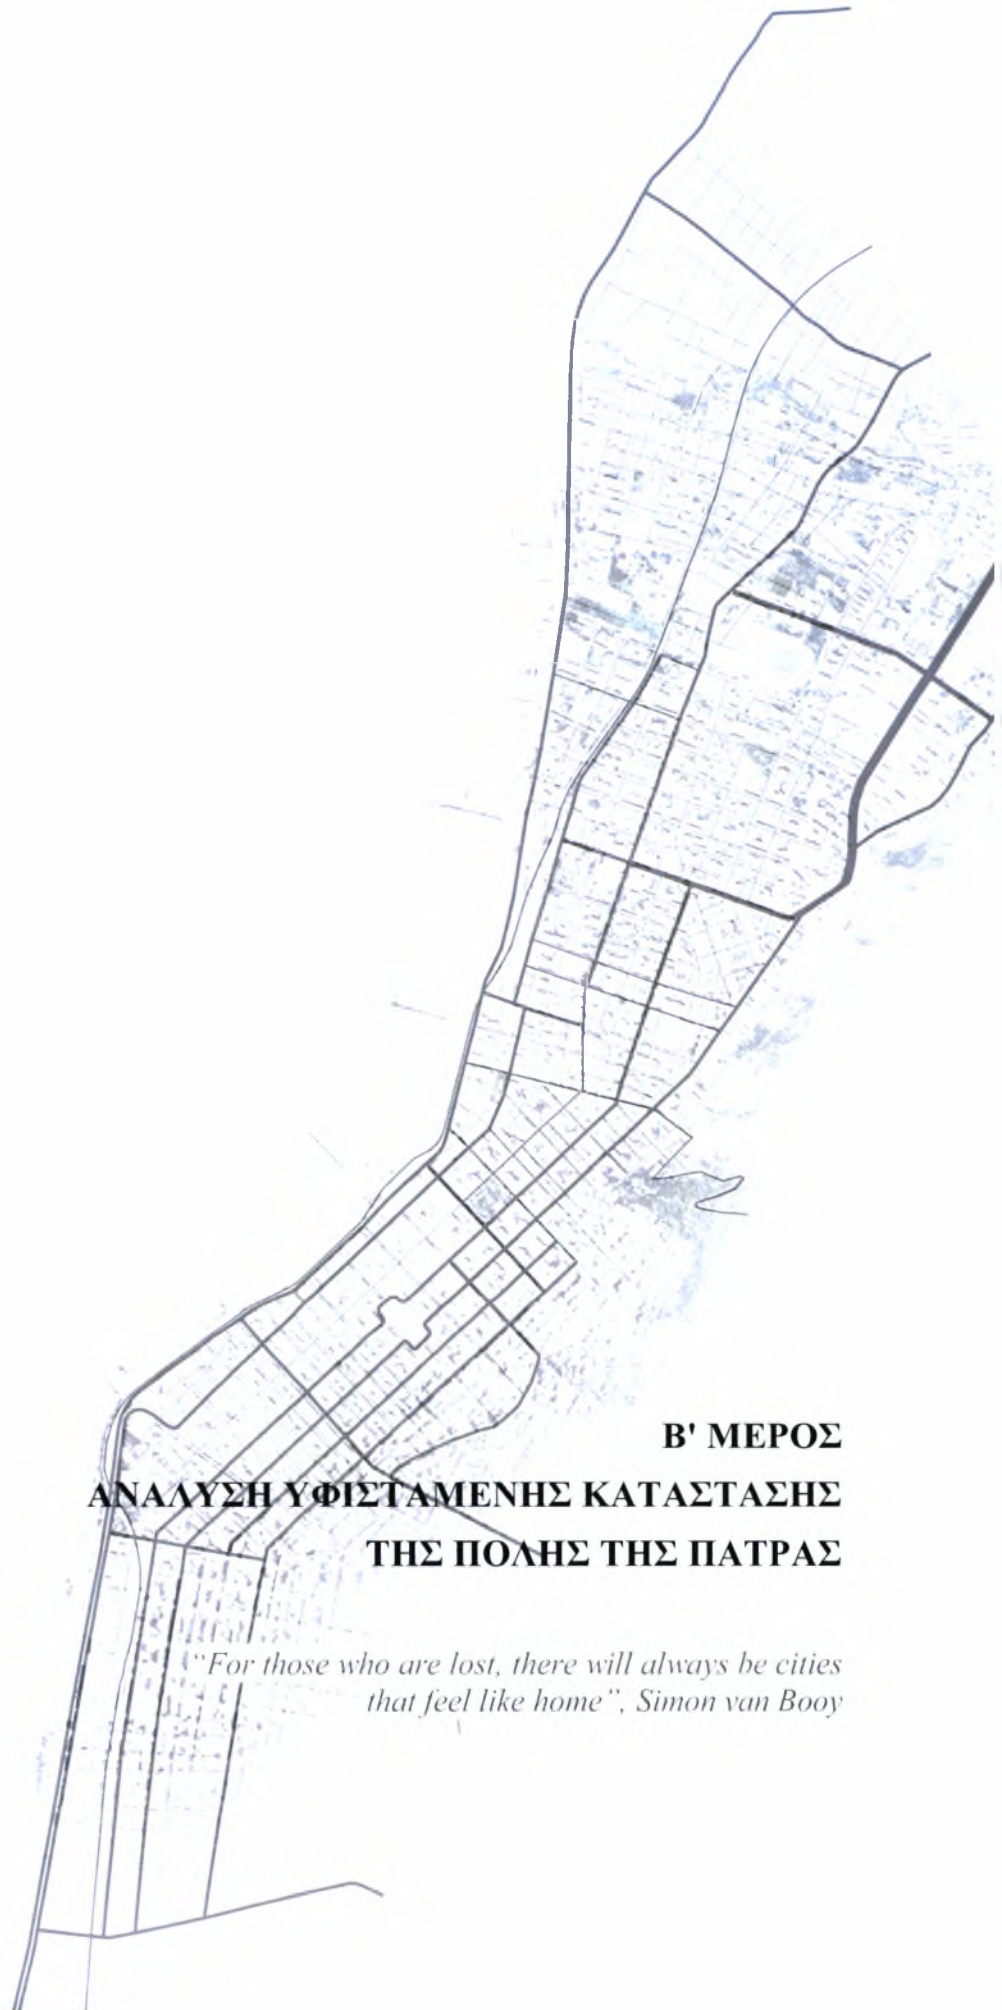 Β' ΜΕΡΟΣ
ΑΝΑΛΥΣΗ ΥΦΙΣΤΑΜΕΝΗΣ ΚΑΤΑΣΤΑΣΗΣ
ΤΗΣ ΠΟΛΗΣ ΤΗΣ ΠΑΤΡΑΣ
"For those who are lost, there will always be cities
that feel like home", Simon van Booy